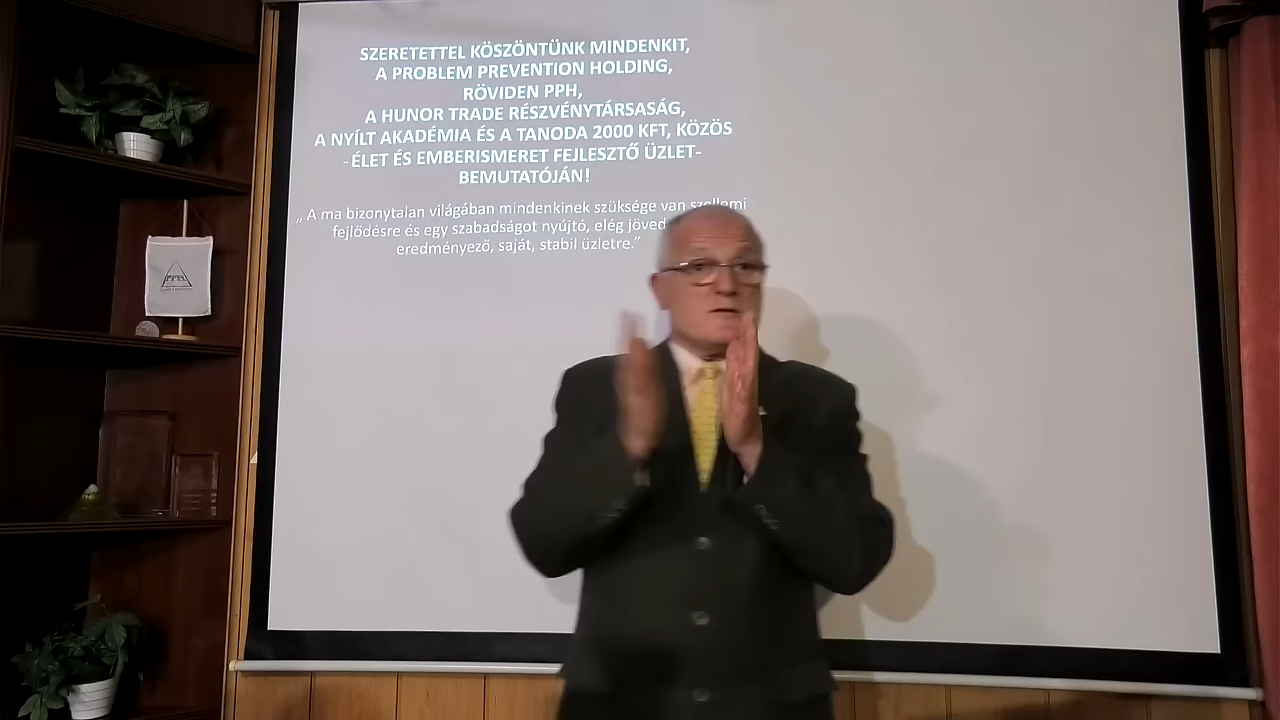 SZERETETTEL KÖSZÖNTÜNK MINDENKIT,
A PROBLEM PREVENTION HOLDING,
RÖVIDEN PPH,
A HUNOR TRADE RÉSZVÉNYTÁRSASÁG,
A NYÍLT AKADÉMIA ÉS A TANODA 2000 KFT, KÖZÖS
-ÉLET ÉS EMBERISMERET FEJLESZTŐ ÜZLET-
BEMUTATÓJÁN!
„ A ma bizonytalan világában mindenkinek szüksége van szellemi
fejlődésre és egy szabadságot nyújtó, elég jöved
eredményező, saját, stabil üzletre.”
PPH